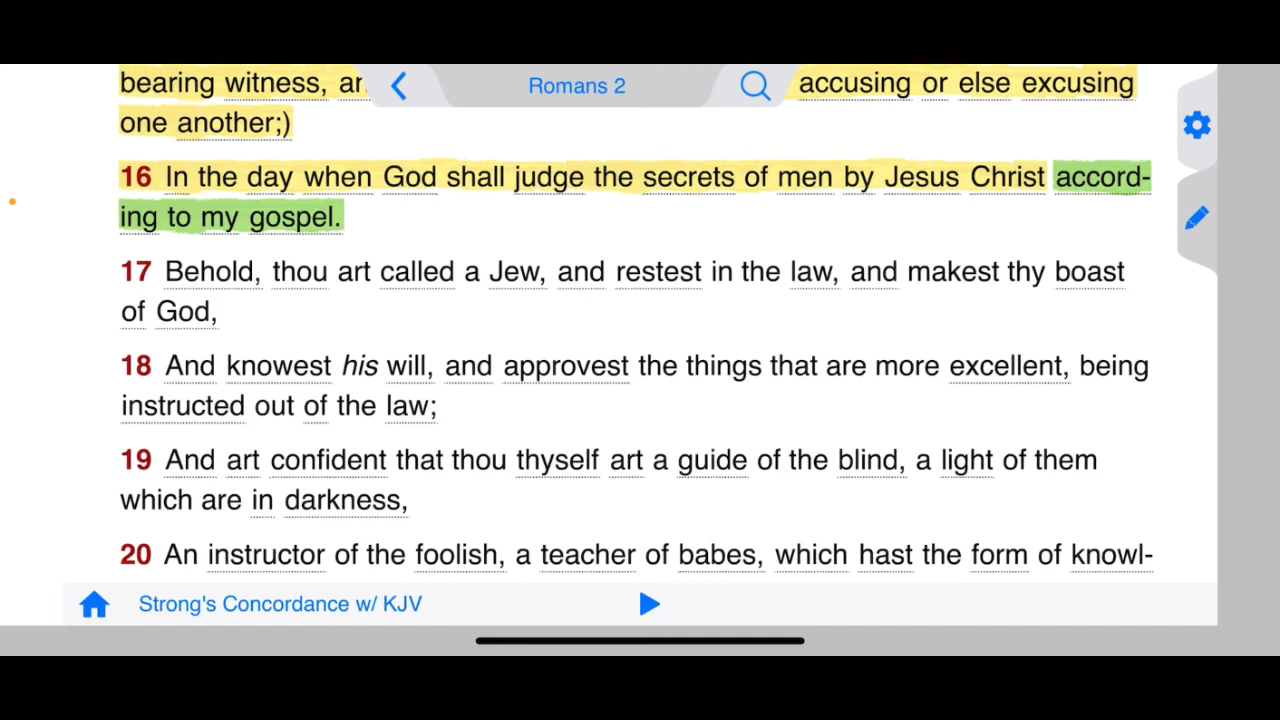 bearing witness, accusing or else excusing
Romans 2
one another;)
16 In the day when God shall judge the secrets of men by Jesus Christ accord-
ing to my gospel.
17 Behold, thou art called a Jew, and restest in the law, and makest thy boast
of God,
18 And knowest his will, and approvest the things that are more excellent, being
instructed out of the law;
19 And art confident that thou thyself art a guide of the blind, a light of them
which are in darkness,
20 An instructor of the foolish, a teacher of babes, which hast the form of knowl-
Strong's Concordance w/ KJV